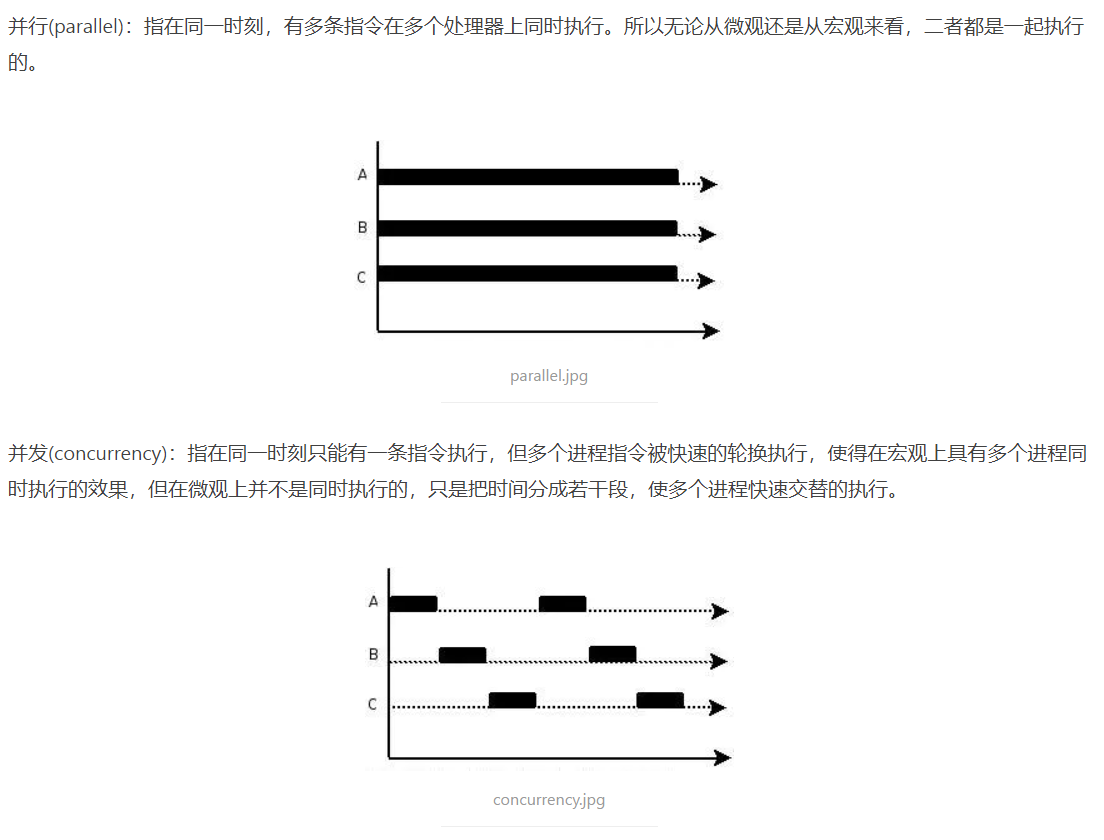 并行(parallel)：指在同一时刻，有多条指令在多个处理器上同时执行。所以无论从微观还是从宏观来看，二者都是一起执行
的。
A
B
C
parallel.jpg
并发(concurrency)：指在同一时刻只能有一条指令执行，但多个进程指令被快速的轮换执行，使得在宏观上具有多个进程同
时执行的效果，但在微观上并不是同时执行的，只是把时间分成若干段，使多个进程快速交替的执行。
A
B
C
concurrency.jpg